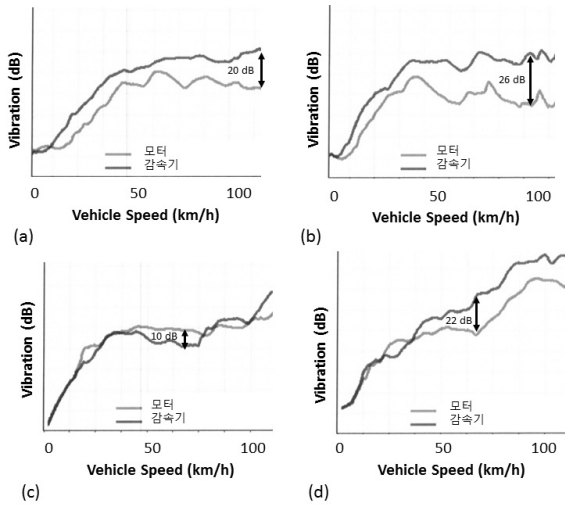 Vibration (dB)
20 dB
모터
감속기
0 50 100
Vehicle Speed (km/h)
(a)
Vibration (dB)
26 dB
모터
감속기
0 50 100
Vehicle Speed (km/h)
(b)
Vibration (dB)
10 dB
모터
감속기
0 50 100
Vehicle Speed (km/h)
(c)
Vibration (dB)
22 dB
모터
감속기
0 50 100
Vehicle Speed (km/h)
(d)